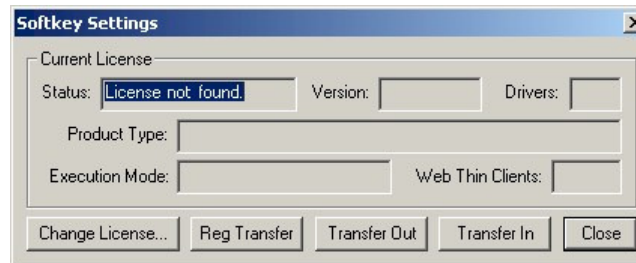 Softkey Settings
Current License
Status: License not found. Version: Drivers:
Product Type:
Execution Mode: Web Thin Clients:
Change License... Reg Transfer Transfer Out Transfer In Close